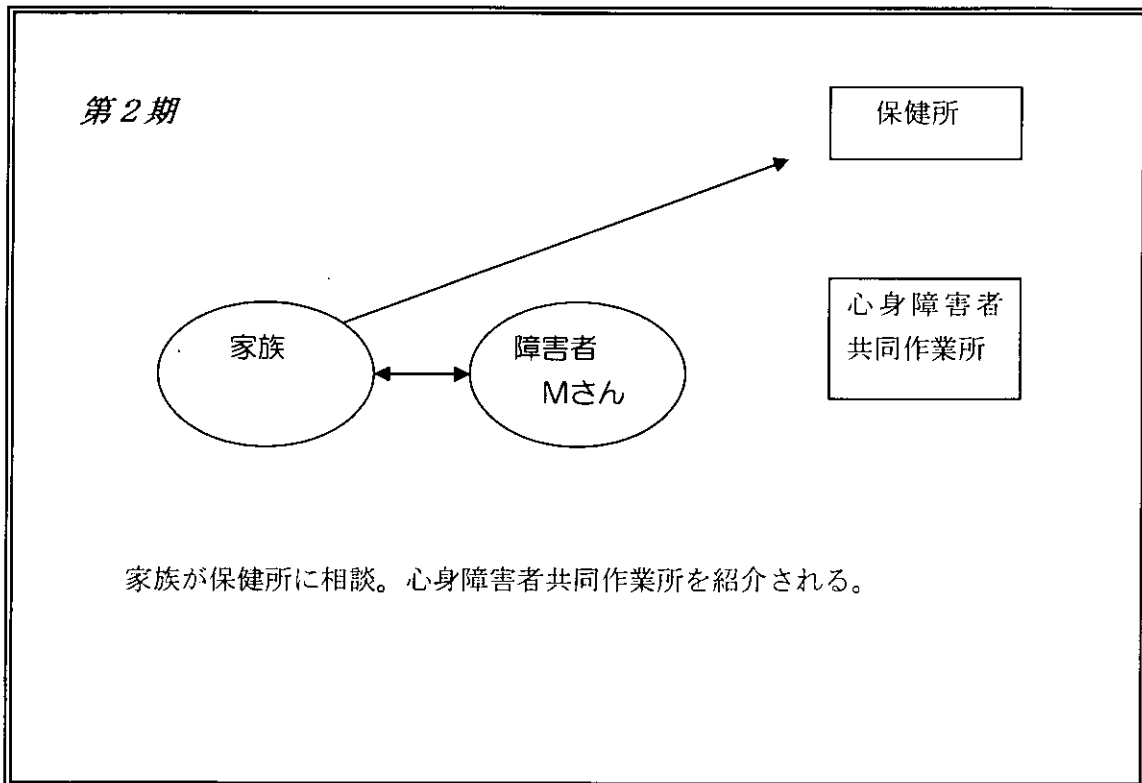 第2期
保健所
心身障害者
共同作業所
家族
障害者
Mさん
家族が保健所に相談。心身障害者共同作業所を紹介される。